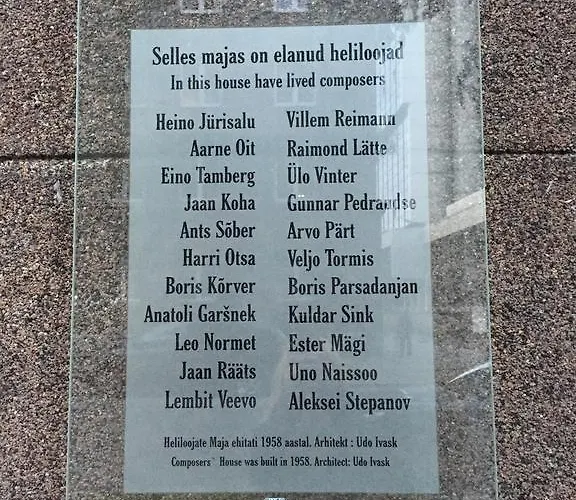 Selles majas on elanud heliloojad
In this house have lived composers
Heino Jürisalu Villem Reimann
Aarne Oit Raimond Lätte
Eino Tamberg Ülo Vinter
Jaan Koha Günnar Pedraudse
Ants Sõber Arvo Pärt
Harri Otsa Veljo Tormis
Boris Kõrver Boris Parsadanjan
Anatoli Garšnek Kuldar Sink
Leo Normet Ester Mägi
Jaan Rääts Uno Naissoo
Lembit Veevo Aleksei Stepanov
Heliloojate Maja ehitati 1958 aastal. Arhitekt : Udo Ivask
Composers` House was built in 1958. Architect: Udo Ivask